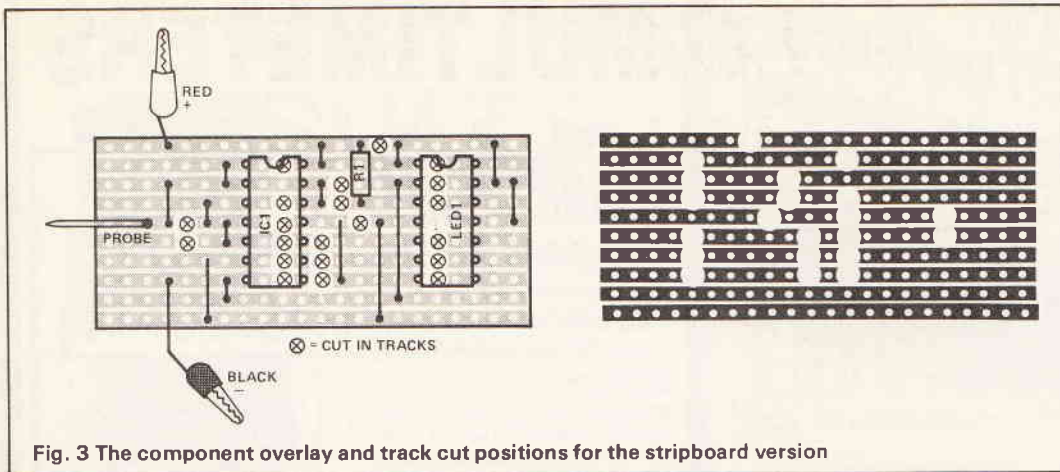 RED
+
IC1
R1
LED1
PROBE
⊗ = CUT IN TRACKS
BLACK
−
Fig. 3 The component overlay and track cut positions for the stripboard version